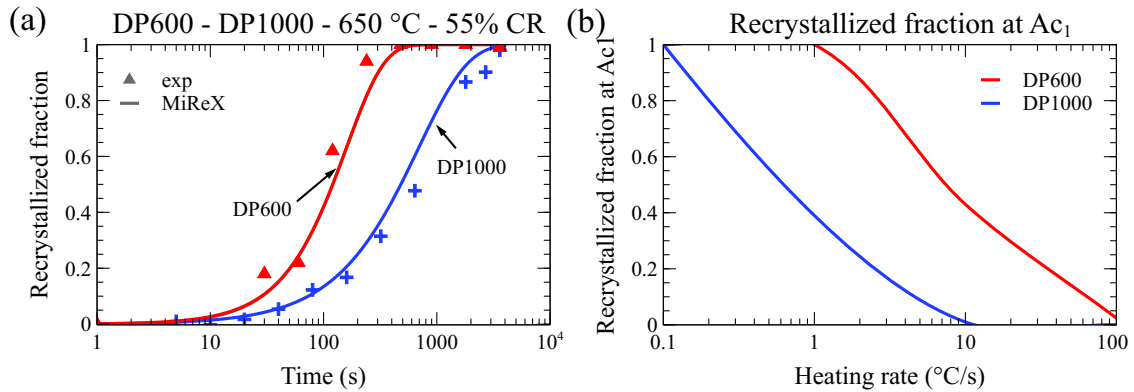 (a)
DP600 - DP1000 - 650 °C - 55% CR
Recrystallized fraction
1
0.8
0.6
0.4
0.2
0
exp
MiReX
DP600
DP1000
1
10
100
1000
10⁴
Time (s)
(b)
Recrystallized fraction at Ac₁
Recrystallized fraction at Ac1
1
0.8
0.6
0.4
0.2
0
DP600
DP1000
0.1
1
10
100
Heating rate (°C/s)